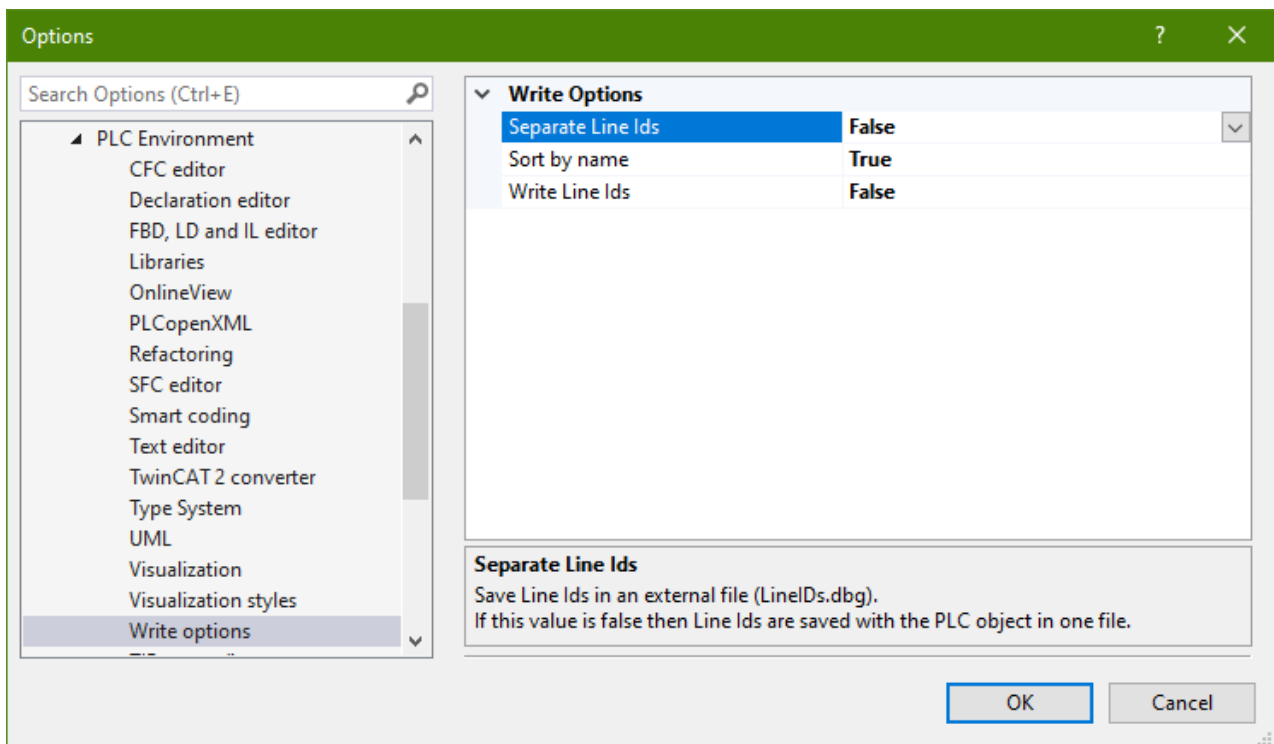 Options
Search Options (Ctrl+E)
PLC Environment
CFC editor
Declaration editor
FBD, LD and IL editor
Libraries
OnlineView
PLCopenXML
Refactoring
SFC editor
Smart coding
Text editor
TwinCAT 2 converter
Type System
UML
Visualization
Visualization styles
Write options
Write Options
Separate Line Ids False
Sort by name True
Write Line Ids False
Separate Line Ids
Save Line Ids in an external file (LineIDs.dbg).
If this value is false then Line Ids are saved with the PLC object in one file.
OK Cancel